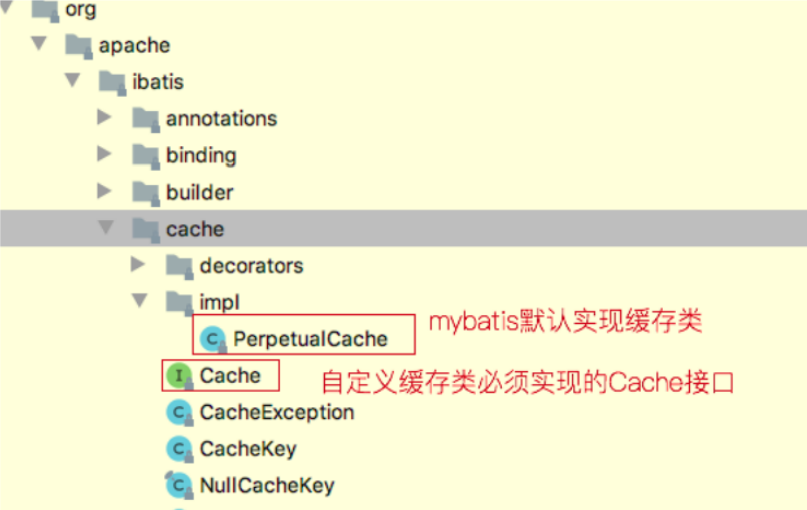 org
apache
ibatis
annotations
binding
builder
cache
decorators
impl
PerpetualCache mybatis默认实现缓存类
Cache 自定义缓存类必须实现的Cache接口
CacheException
CacheKey
NullCacheKey